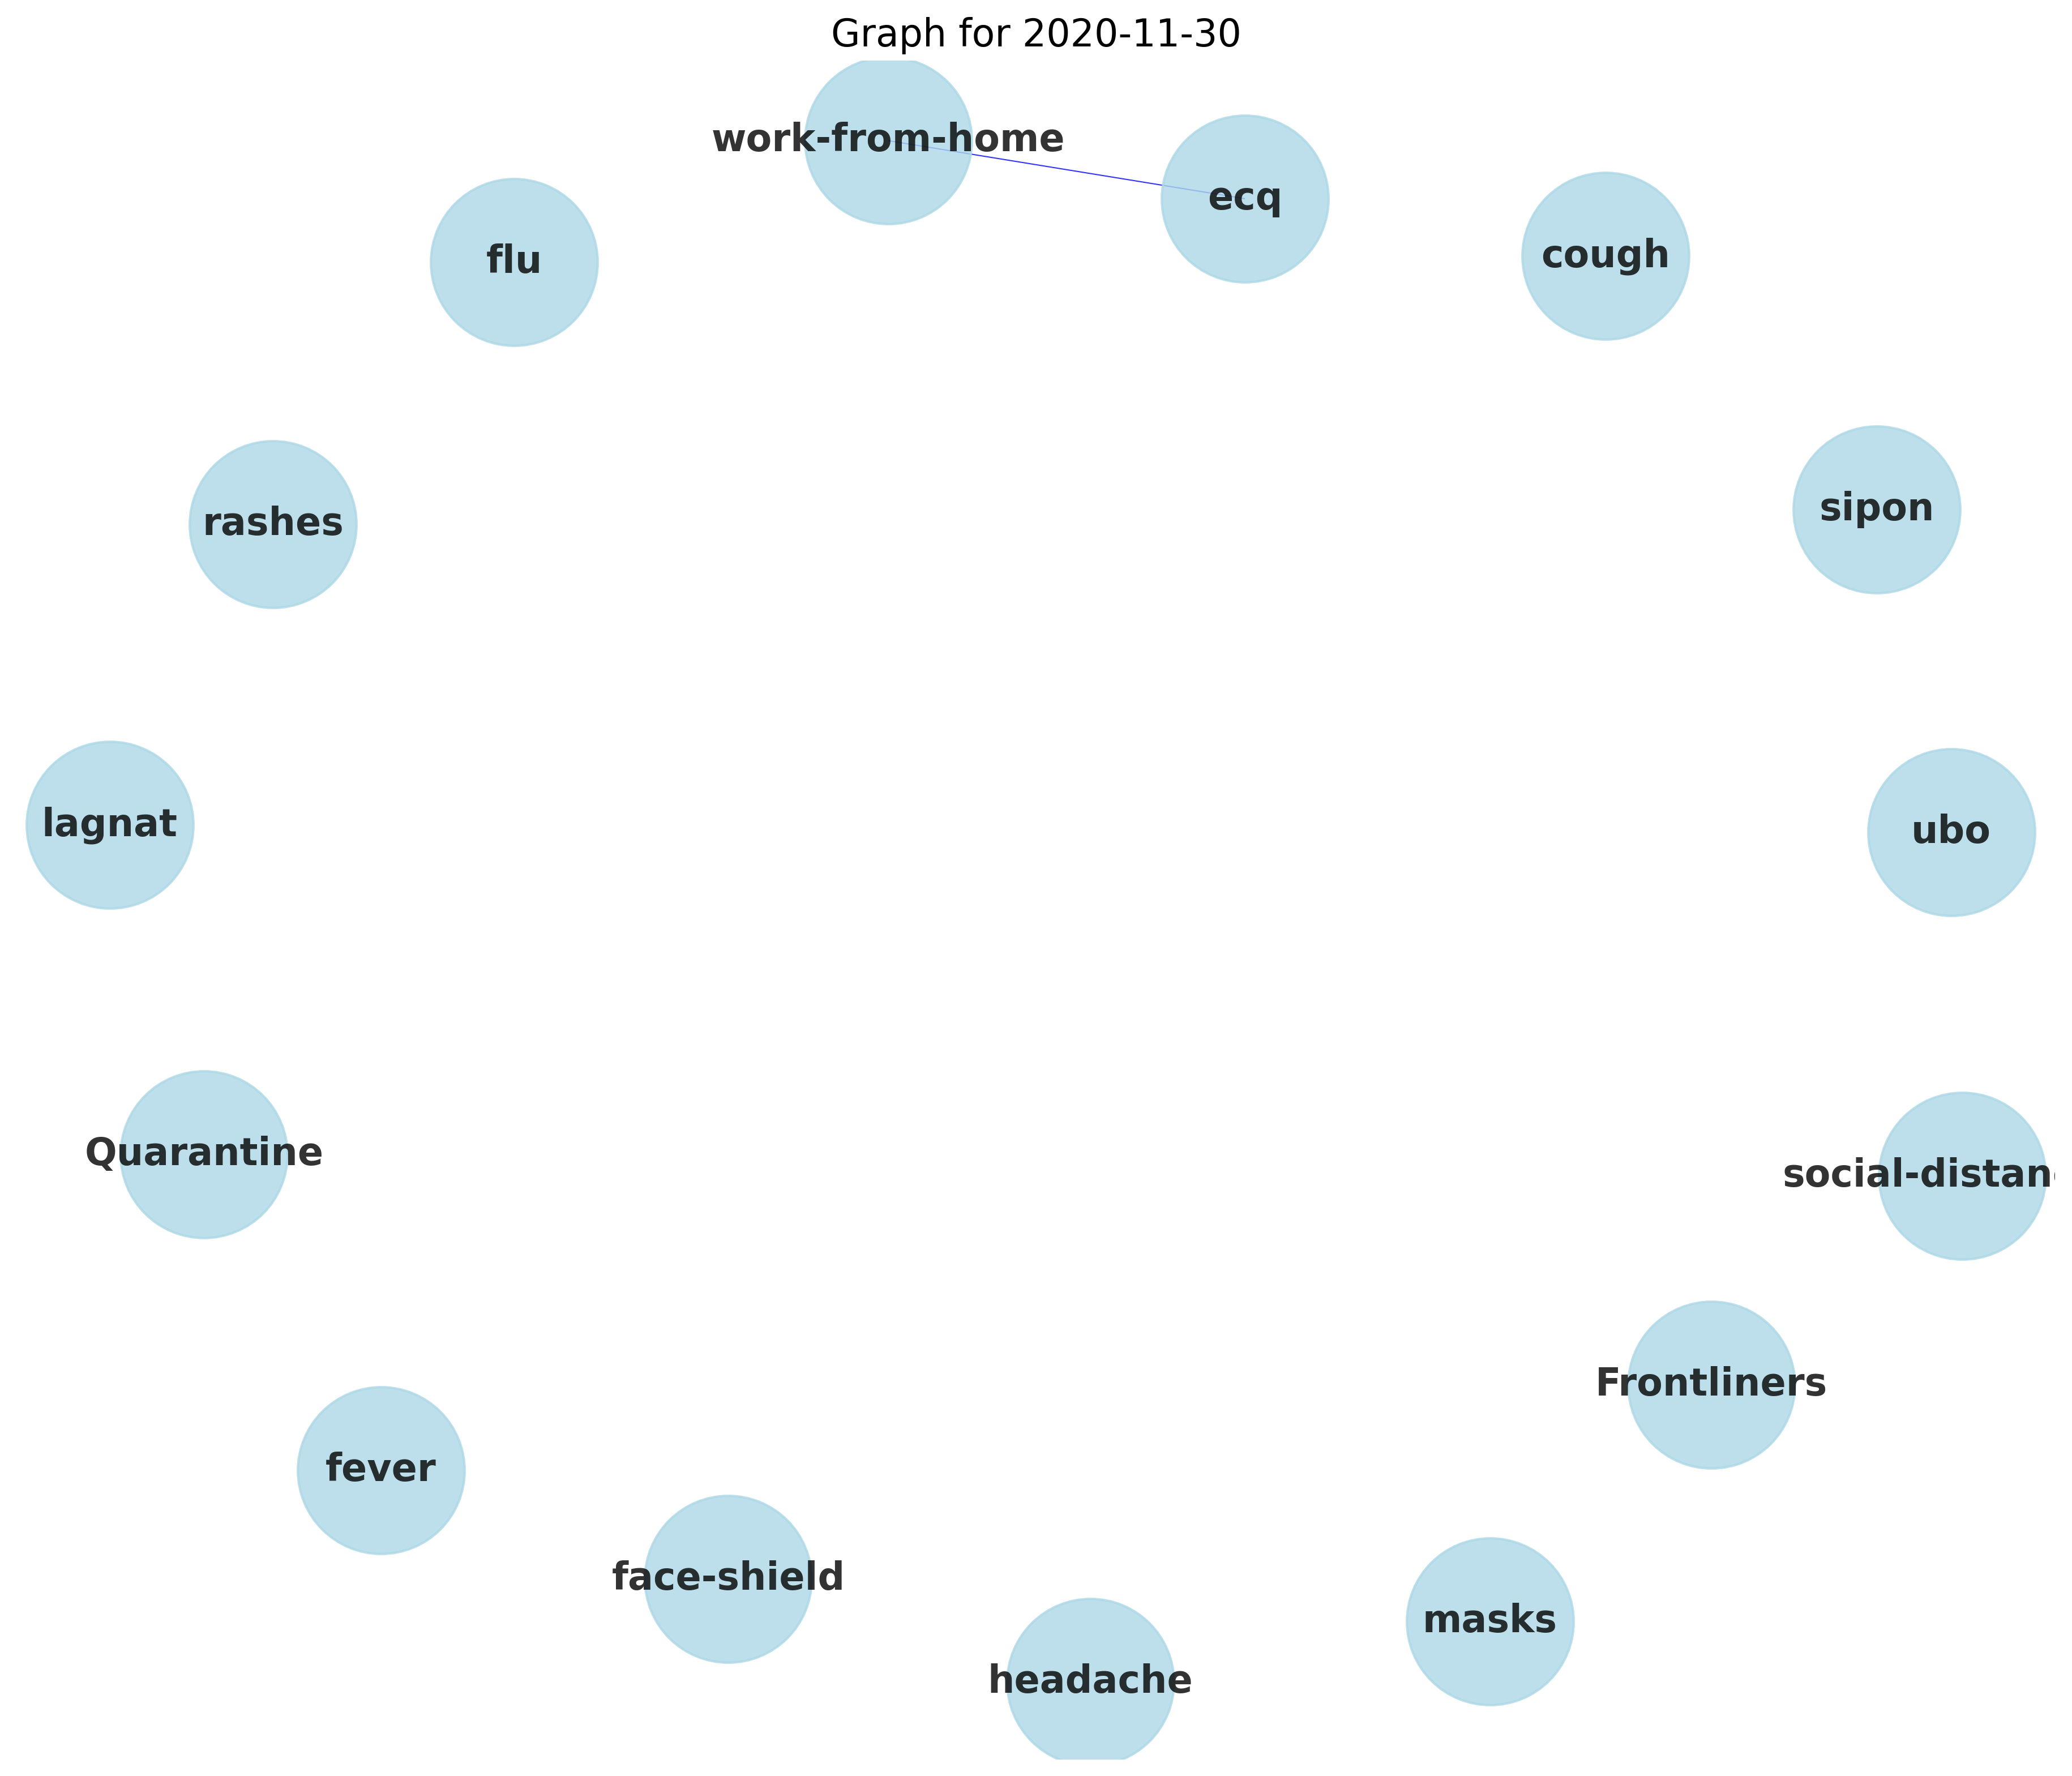 Graph for 2020-11-30
work-from-home
ecq
cough
flu
sipon
rashes
lagnat
ubo
Quarantine
social-distan
Frontliners
fever
face-shield
masks
headache